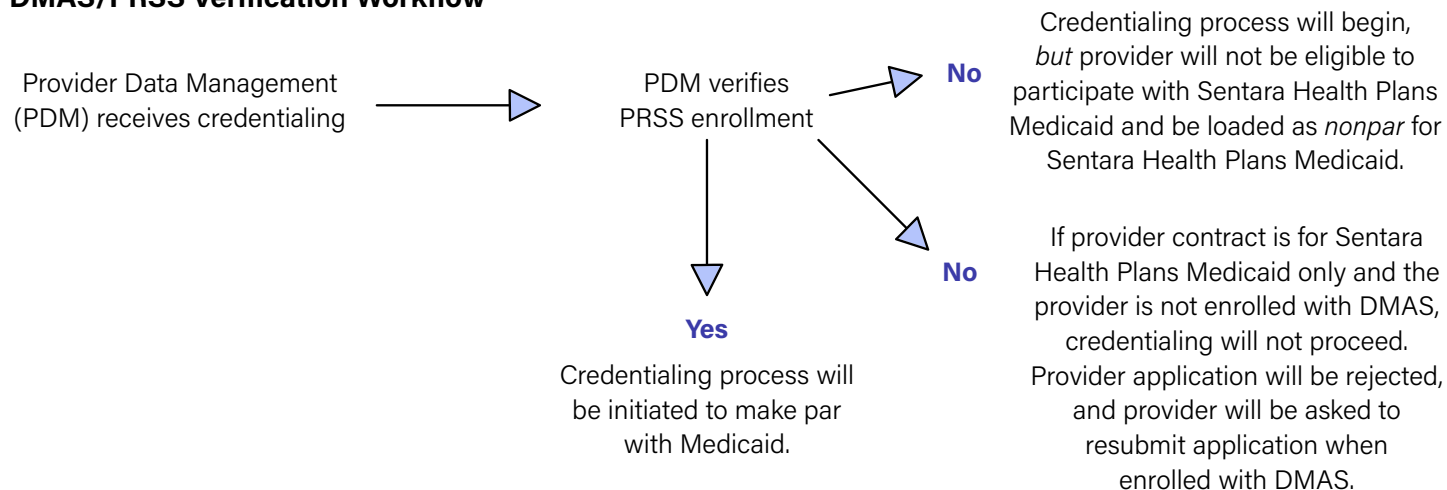 DMAS/PRSS Verification Workflow
Provider Data Management
(PDM) receives credentialing
PDM verifies
PRSS enrollment
No
Credentialing process will begin,
but provider will not be eligible to
participate with Sentara Health Plans
Medicaid and be loaded as nonpar for
Sentara Health Plans Medicaid.
No
If provider contract is for Sentara
Health Plans Medicaid only and the
provider is not enrolled with DMAS,
credentialing will not proceed.
Provider application will be rejected,
and provider will be asked to
resubmit application when
enrolled with DMAS.
Yes
Credentialing process will
be initiated to make par
with Medicaid.